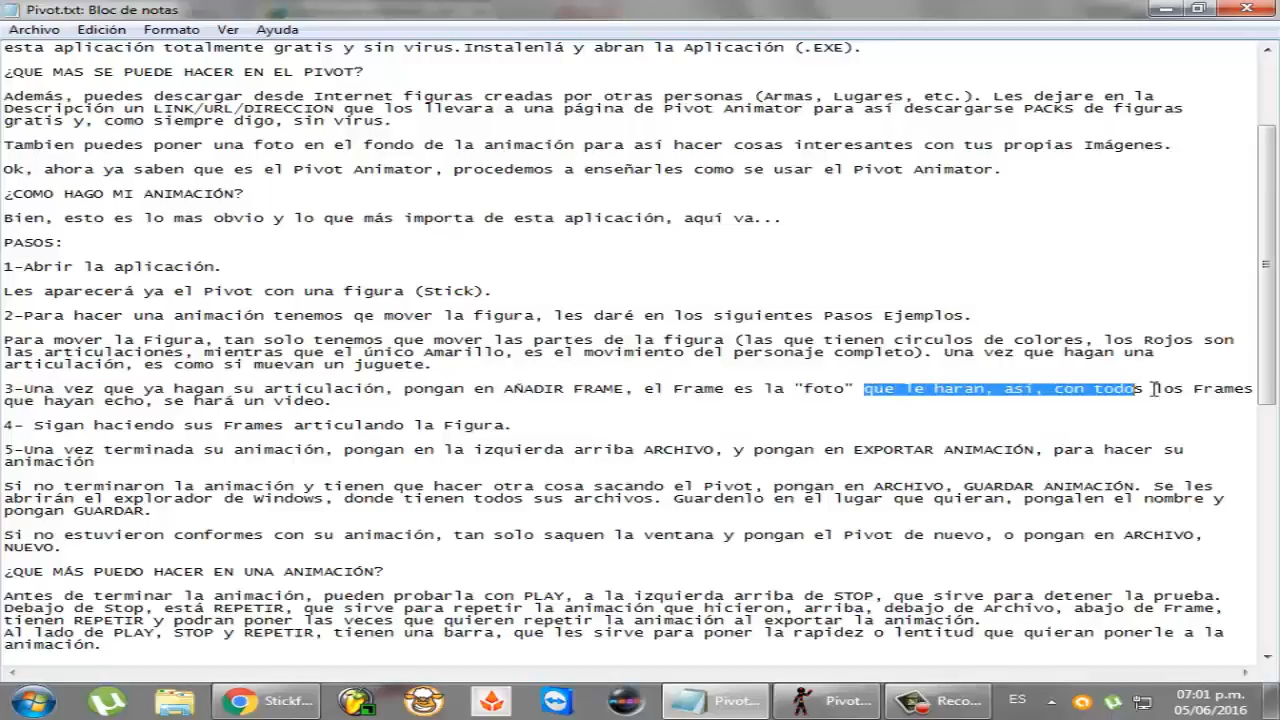 Pivot.txt: Bloc de notas
Archivo Edición Formato Ver Ayuda
esta aplicación totalmente gratis y sin virus.Instalenlá y abran la Aplicación (.EXE).
¿QUE MAS SE PUEDE HACER EN EL PIVOT?
Además, puedes descargar desde Internet figuras creadas por otras personas (Armas, Lugares, etc.). Les dejare en la
Descripción un LINK/URL/DIRECCION que los llevara a una página de Pivot Animator para así descargarse PACKS de figuras
gratis y, como siempre digo, sin virus.
Tambien puedes poner una foto en el fondo de la animación para así hacer cosas interesantes con tus propias Imágenes.
Ok, ahora ya saben que es el Pivot Animator, procedemos a enseñarles como se usar el Pivot Animator.
¿COMO HAGO MI ANIMACIÓN?
Bien, esto es lo mas obvio y lo que más importa de esta aplicación, aquí va...
PASOS:
1-Abrir la aplicación.
Les aparecerá ya el Pivot con una figura (Stick).
2-Para hacer una animación tenemos qe mover la figura, les daré en los siguientes Pasos Ejemplos.
Para mover la Figura, tan solo tenemos que mover las partes de la figura (las que tienen circulos de colores, los Rojos son
las articulaciones, mientras que el único Amarillo, es el movimiento del personaje completo). Una vez que hagan una
articulación, es como si muevan un juguete.
3-Una vez que ya hagan su articulación, pongan en AÑADIR FRAME, el Frame es la "foto" que le haran, así, con todos los Frames
que hayan echo, se hará un video.
4- Sigan haciendo sus Frames articulando la Figura.
5-Una vez terminada su animación, pongan en la izquierda arriba ARCHIVO, y pongan en EXPORTAR ANIMACIÓN, para hacer su
animación
Si no terminaron la animación y tienen que hacer otra cosa sacando el Pivot, pongan en ARCHIVO, GUARDAR ANIMACIÓN. Se les
abrirán el explorador de Windows, donde tienen todos sus archivos. Guardenlo en el lugar que quieran, pongalen el nombre y
pongan GUARDAR.
Si no estuvieron conformes con su animación, tan solo saquen la ventana y pongan el Pivot de nuevo, o pongan en ARCHIVO,
NUEVO.
¿QUE MÁS PUEDO HACER EN UNA ANIMACIÓN?
Antes de terminar la animación, pueden probarla con PLAY, a la izquierda arriba de STOP, que sirve para detener la prueba.
Debajo de Stop, está REPETIR, que sirve para repetir la animación que hicieron, arriba, debajo de Archivo, abajo de Frame,
tienen REPETIR y podran poner las veces que quieren repetir la animación al exportar la animación.
Al lado de PLAY, STOP y REPETIR, tienen una barra, que les sirve para poner la rapidez o lentitud que quieran ponerle a la
animación.
Stickf... Pivot... Pivot... Reco... ES 07:01 p.m.
05/06/2016